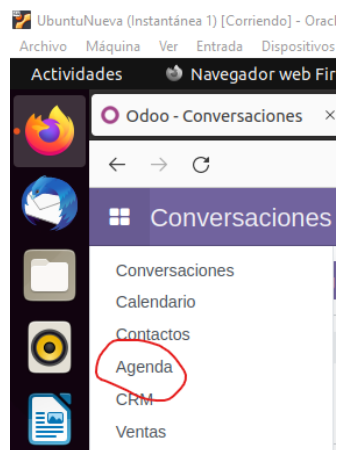 UbuntuNueva (Instantánea 1) [Corriendo] - Orac
Archivo Máquina Ver Entrada Dispositivos
Actividades Navegador web Fir
Odoo - Conversaciones ×
Conversaciones
Conversaciones
Calendario
Contactos
Agenda
CRM
Ventas